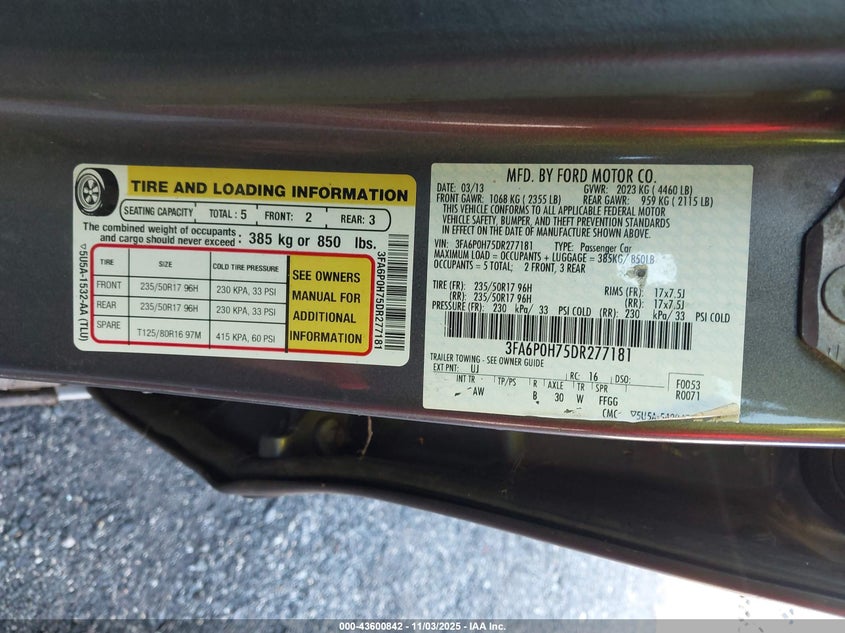 TIRE AND LOADING INFORMATION
SEATING CAPACITY TOTAL : 5 FRONT: 2 REAR: 3
The combined weight of occupants and cargo should never exceed : 385 kg or 850 lbs.
TIRE SIZE COLD TIRE PRESSURE
FRONT 235/50R17 96H 230 KPA, 33 PSI
REAR 235/50R17 96H 230 KPA, 33 PSI
SPARE T125/80R16 97M 415 KPA, 60 PSI
SEE OWNERS
MANUAL FOR
ADDITIONAL
INFORMATION
▽5U5A-1532-AA (TLU)
3FA6P0H75DR277181
MFD. BY FORD MOTOR CO.
DATE: 03/13 GVWR: 2023 KG ( 4460 LB)
FRONT GAWR: 1068 KG ( 2355 LB) REAR GAWR: 959 KG ( 2115 LB)
THIS VEHICLE CONFORMS TO ALL APPLICABLE FEDERAL MOTOR
VEHICLE SAFETY, BUMPER, AND THEFT PREVENTION STANDARDS
IN EFFECT ON THE DATE OF MANUFACTURE SHOWN ABOVE.
VIN: 3FA6P0H75DR277181 TYPE: Passenger Car
MAXIMUM LOAD = OCCUPANTS + LUGGAGE = 385KG/ 850LB
OCCUPANTS = 5 TOTAL; 2 FRONT, 3 REAR
TIRE (FR): 235/50R17 96H RIMS (FR): 17x7.5J
(RR): 235/50R17 96H (RR): 17x7.5J
PRESSURE (FR): 230 kPa/ 33 PSI COLD (RR): 230 kPa/ 33 PSI COLD
3FA6P0H75DR277181
TRAILER TOWING - SEE OWNER GUIDE
EXT PNT: UJ RC: 16 DSO: F0053
R0071
INT TR TP/PS R AXLE TR SPR
AW B 30 W FFGG
CMC ▽5U5A-
000-43600842 - 11/03/2025 - IAA Inc.